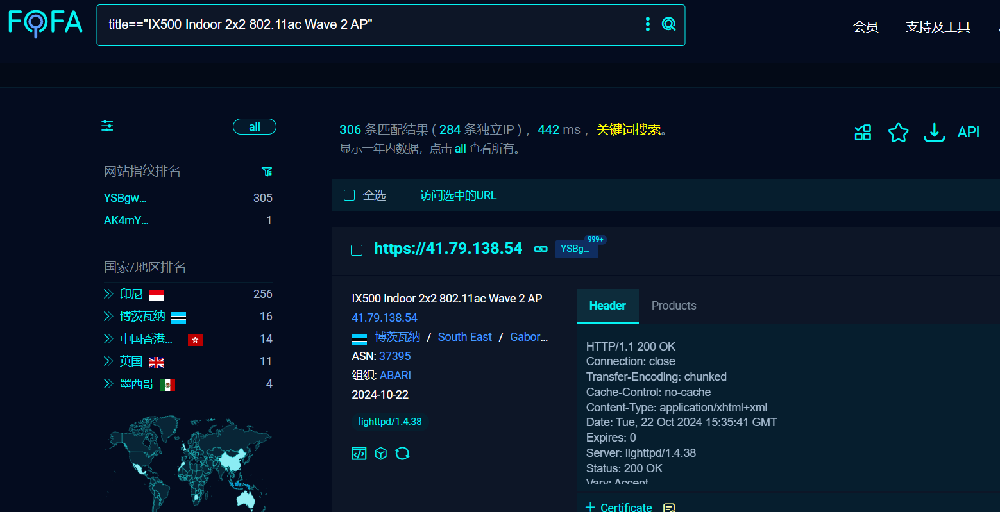 FOFA
title=="IX500 Indoor 2x2 802.11ac Wave 2 AP"
会员
支持及工具
all
306 条匹配结果 ( 284 条独立IP ) ， 442 ms ， 关键词搜索。
显示一年内数据，点击 all 查看所有。
API
网站指纹排名
YSBgw... 305
AK4mY... 1
全选
访问选中的URL
https://41.79.138.54
YSBg...
999+
国家/地区排名
印尼 256
博茨瓦纳 16
中国香港... 14
英国 11
墨西哥 4
IX500 Indoor 2x2 802.11ac Wave 2 AP
41.79.138.54
博茨瓦纳 / South East / Gabor...
ASN: 37395
组织: ABARI
2024-10-22
lighttpd/1.4.38
Header
Products
HTTP/1.1 200 OK
Connection: close
Transfer-Encoding: chunked
Cache-Control: no-cache
Content-Type: application/xhtml+xml
Date: Tue, 22 Oct 2024 15:35:41 GMT
Expires: 0
Server: lighttpd/1.4.38
Status: 200 OK
Vary: Accept
Certificate